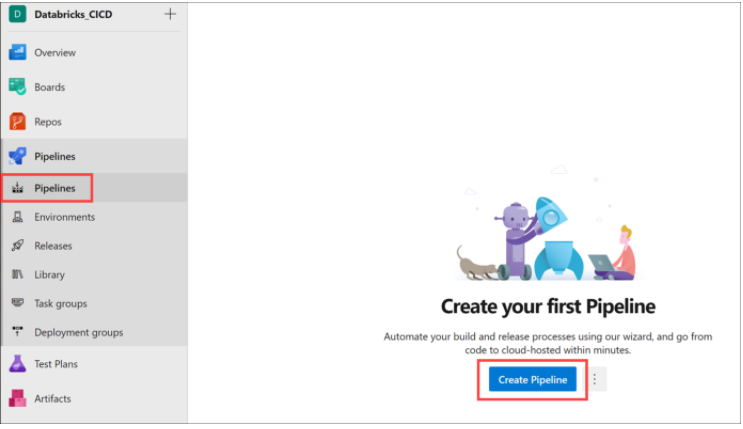 D Databricks_CICD +
Overview
Boards
Repos
Pipelines
Pipelines
Environments
Releases
Library
Task groups
Deployment groups
Test Plans
Artifacts
Create your first Pipeline
Automate your build and release processes using our wizard, and go from
code to cloud-hosted within minutes.
Create Pipeline